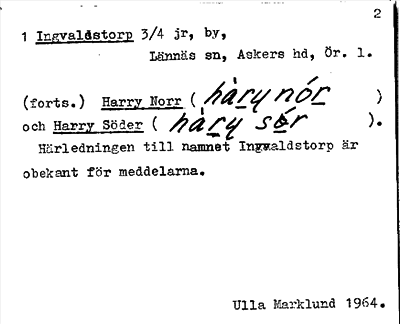 2
1 Ingvaldstorp 3/4 jr, by,
Lännäs sn, Askers hd, Ör. l.
(forts.) Harry Norr ( hàry nór )
och Harry Söder ( hàry sǿr ).
Härledningen till namnet Ingvaldstorp är
obekant för meddelarna.
Ulla Marklund 1964.